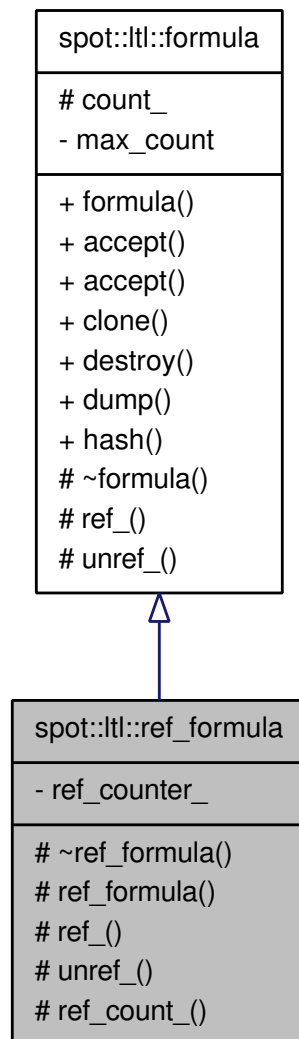 spot::ltl::formula
# count_
- max_count
+ formula()
+ accept()
+ accept()
+ clone()
+ destroy()
+ dump()
+ hash()
# ~formula()
# ref_()
# unref_()
spot::ltl::ref_formula
- ref_counter_
# ~ref_formula()
# ref_formula()
# ref_()
# unref_()
# ref_count_()